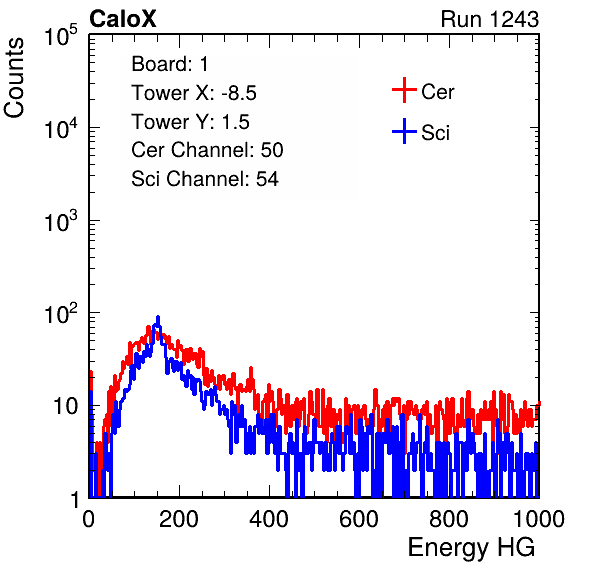 CaloX Run 1243
Counts
Board: 1
Tower X: -8.5
Tower Y: 1.5
Cer Channel: 50
Sci Channel: 54
Cer
Sci
10^5
10^4
10^3
10^2
10
1
0 200 400 600 800 1000
Energy HG